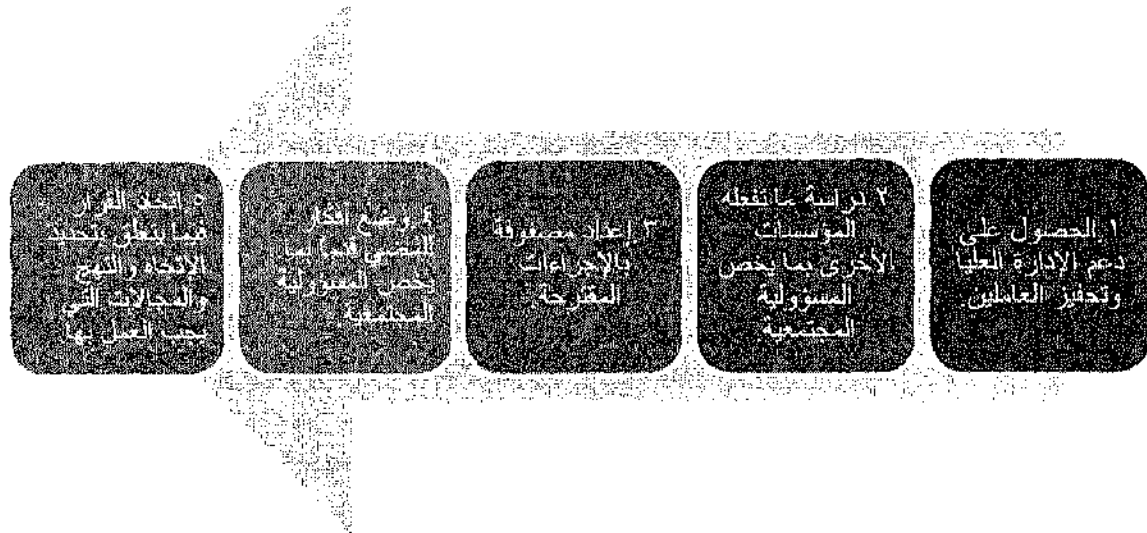 ١. الحصول على
دعم الإدارة العليا
وتحفيز العاملين.
٢. دراسة ما تفعله
المؤسسات
الأخرى بما يخص
المسؤولية
المجتمعية
٣. إعداد مصفوفة
بالإجراءات
المقترحة.
٤. وضع أفكار
للمضي قدماً بما
يخص المسؤولية
المجتمعية.
٥. اتخاذ القرار
فيما يتعلق بتحديد
الإتجاه والنهج
والمجالات التي
يجب العمل بها.